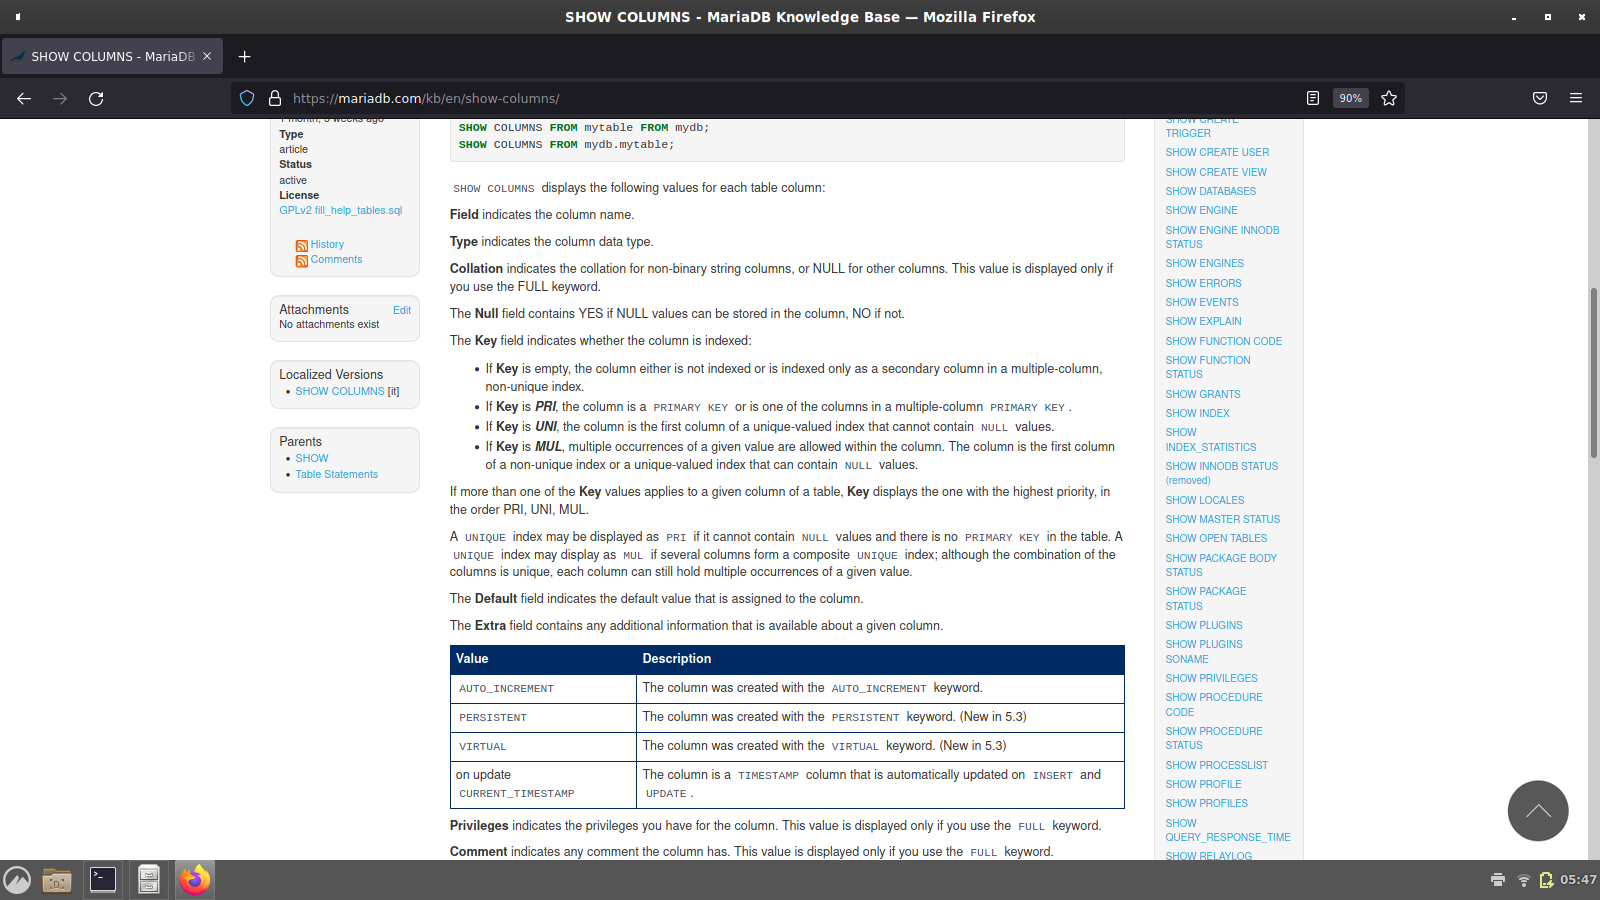 SHOW COLUMNS - MariaDB Knowledge Base — Mozilla Firefox
SHOW COLUMNS - MariaDB
https://mariadb.com/kb/en/show-columns/
90%
1 month, 3 weeks ago
Type
article
Status
active
License
GPLv2 fill_help_tables.sql
History
Comments
Attachments
Edit
No attachments exist
Localized Versions
SHOW COLUMNS [it]
Parents
SHOW
Table Statements
SHOW COLUMNS FROM mytable FROM mydb;
SHOW COLUMNS FROM mydb.mytable;
SHOW COLUMNS displays the following values for each table column:
Field indicates the column name.
Type indicates the column data type.
Collation indicates the collation for non-binary string columns, or NULL for other columns. This value is displayed only if
you use the FULL keyword.
The Null field contains YES if NULL values can be stored in the column, NO if not.
The Key field indicates whether the column is indexed:
• If Key is empty, the column either is not indexed or is indexed only as a secondary column in a multiple-column,
non-unique index.
• If Key is PRI, the column is a PRIMARY KEY or is one of the columns in a multiple-column PRIMARY KEY.
• If Key is UNI, the column is the first column of a unique-valued index that cannot contain NULL values.
• If Key is MUL, multiple occurrences of a given value are allowed within the column. The column is the first column
of a non-unique index or a unique-valued index that can contain NULL values.
If more than one of the Key values applies to a given column of a table, Key displays the one with the highest priority, in
the order PRI, UNI, MUL.
A UNIQUE index may be displayed as PRI if it cannot contain NULL values and there is no PRIMARY KEY in the table. A
UNIQUE index may display as MUL if several columns form a composite UNIQUE index; although the combination of the
columns is unique, each column can still hold multiple occurrences of a given value.
The Default field indicates the default value that is assigned to the column.
The Extra field contains any additional information that is available about a given column.
Value Description
AUTO_INCREMENT The column was created with the AUTO_INCREMENT keyword.
PERSISTENT The column was created with the PERSISTENT keyword. (New in 5.3)
VIRTUAL The column was created with the VIRTUAL keyword. (New in 5.3)
on update The column is a TIMESTAMP column that is automatically updated on INSERT and
CURRENT_TIMESTAMP UPDATE.
Privileges indicates the privileges you have for the column. This value is displayed only if you use the FULL keyword.
Comment indicates any comment the column has. This value is displayed only if you use the FULL keyword.
SHOW CREATE
TRIGGER
SHOW CREATE USER
SHOW CREATE VIEW
SHOW DATABASES
SHOW ENGINE
SHOW ENGINE INNODB
STATUS
SHOW ENGINES
SHOW ERRORS
SHOW EVENTS
SHOW EXPLAIN
SHOW FUNCTION CODE
SHOW FUNCTION
STATUS
SHOW GRANTS
SHOW INDEX
SHOW
INDEX_STATISTICS
SHOW INNODB STATUS
(removed)
SHOW LOCALES
SHOW MASTER STATUS
SHOW OPEN TABLES
SHOW PACKAGE BODY
STATUS
SHOW PACKAGE
STATUS
SHOW PLUGINS
SHOW PLUGINS
SONAME
SHOW PRIVILEGES
SHOW PROCEDURE
CODE
SHOW PROCEDURE
STATUS
SHOW PROCESSLIST
SHOW PROFILE
SHOW PROFILES
SHOW
QUERY_RESPONSE_TIME
SHOW RELAYLOG
05:47